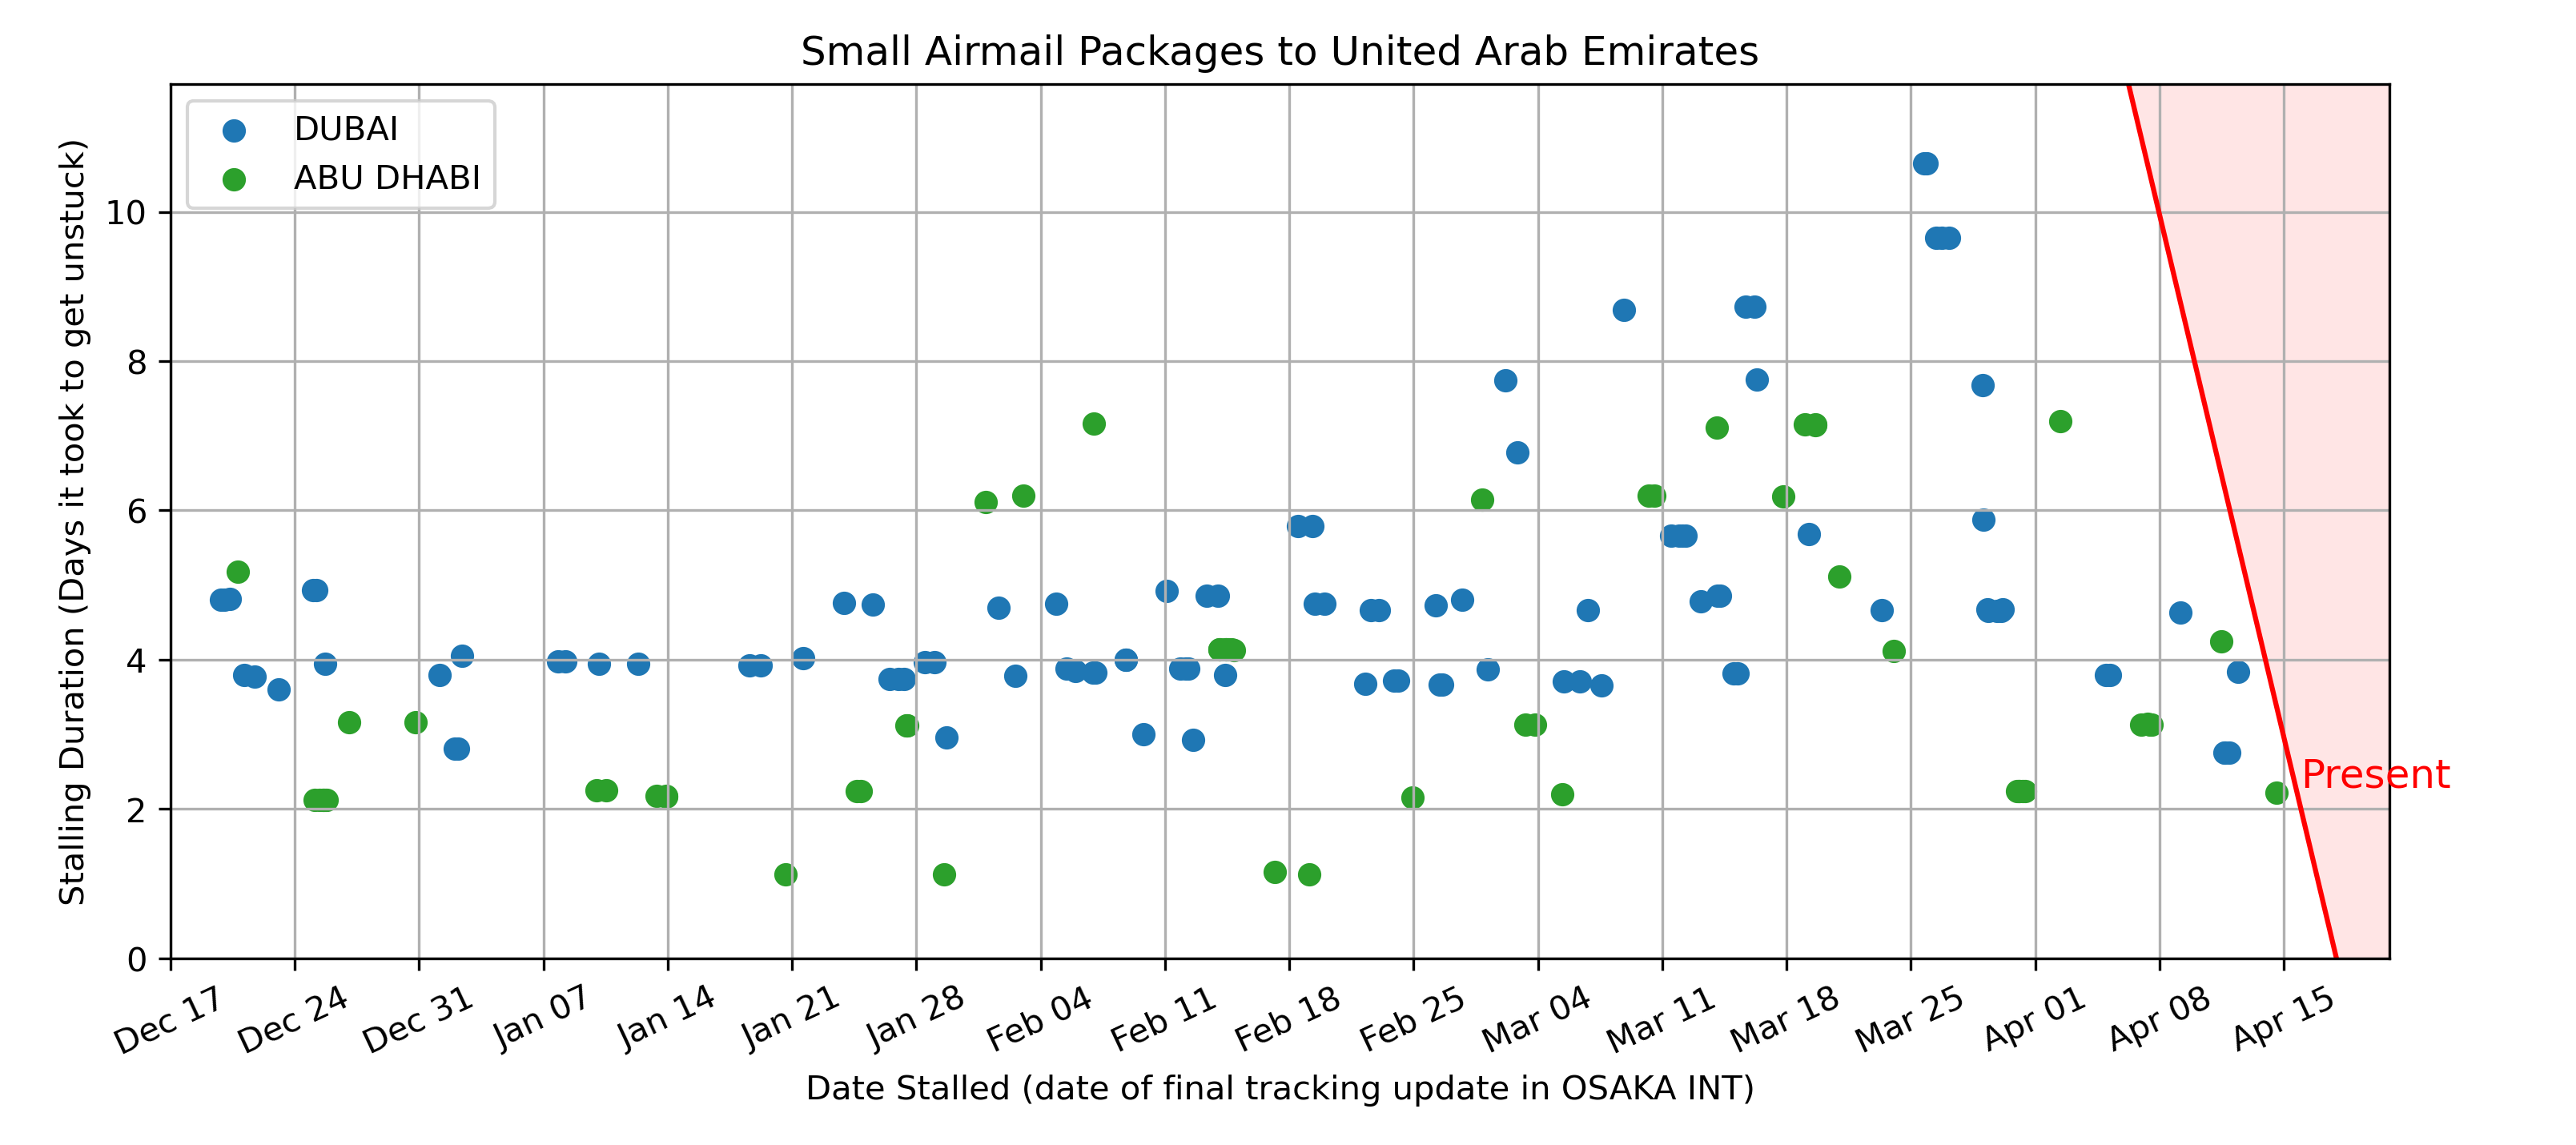 Small Airmail Packages to United Arab Emirates
DUBAI
ABU DHABI
Stalling Duration (Days it took to get unstuck)
10
8
6
4
2
0
Present
Dec 17
Dec 24
Dec 31
Jan 07
Jan 14
Jan 21
Jan 28
Feb 04
Feb 11
Feb 18
Feb 25
Mar 04
Mar 11
Mar 18
Mar 25
Apr 01
Apr 08
Apr 15
Date Stalled (date of final tracking update in OSAKA INT)